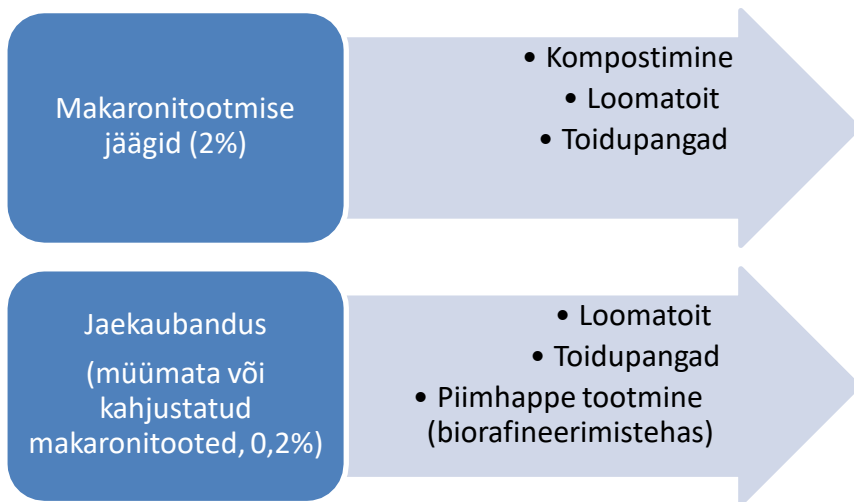 Makaronitootmise
jäägid (2%)
• Kompostimine
• Loomatoit
• Toidupangad
Jaekaubandus
(müümata või
kahjustatud
makaronitooted, 0,2%)
• Loomatoit
• Toidupangad
• Piimhappe tootmine
(biorafineerimistehas)